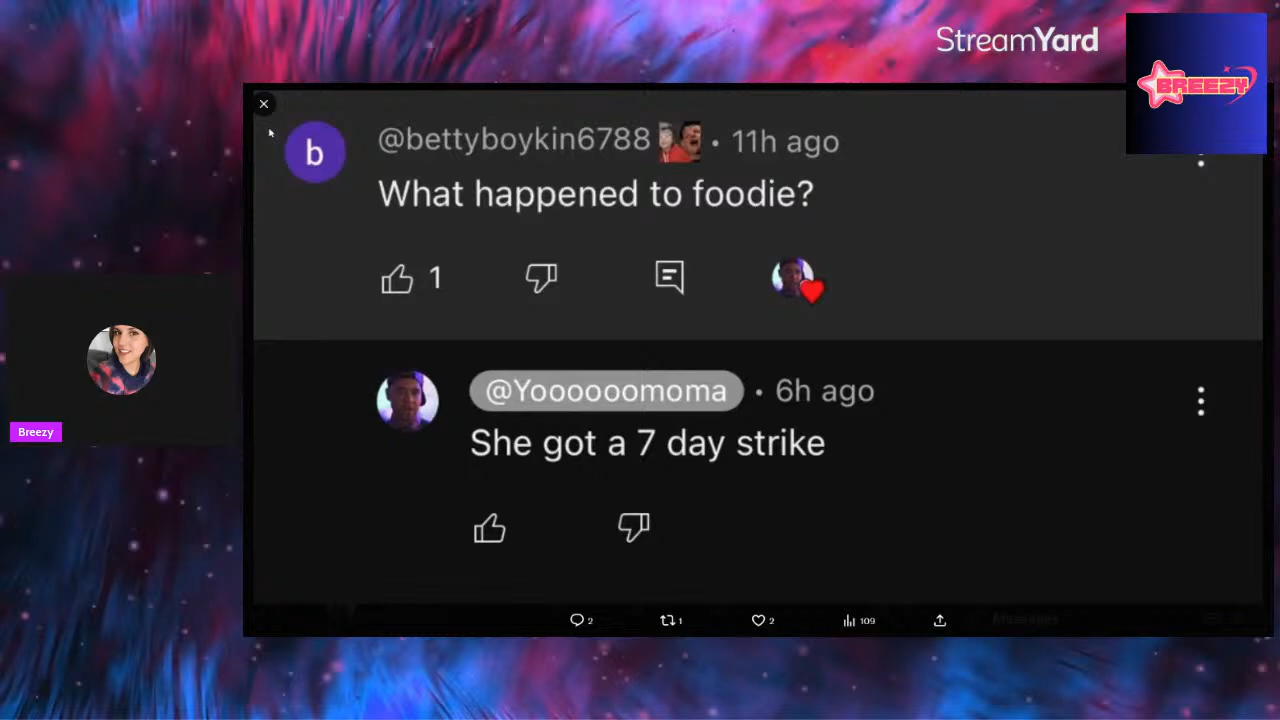 StreamYard
BREEZY
@bettyboykin6788 • 11h ago
b
What happened to foodie?
1
@Yoooooomoma • 6h ago
She got a 7 day strike
Breezy
2
1
2
109
Messages